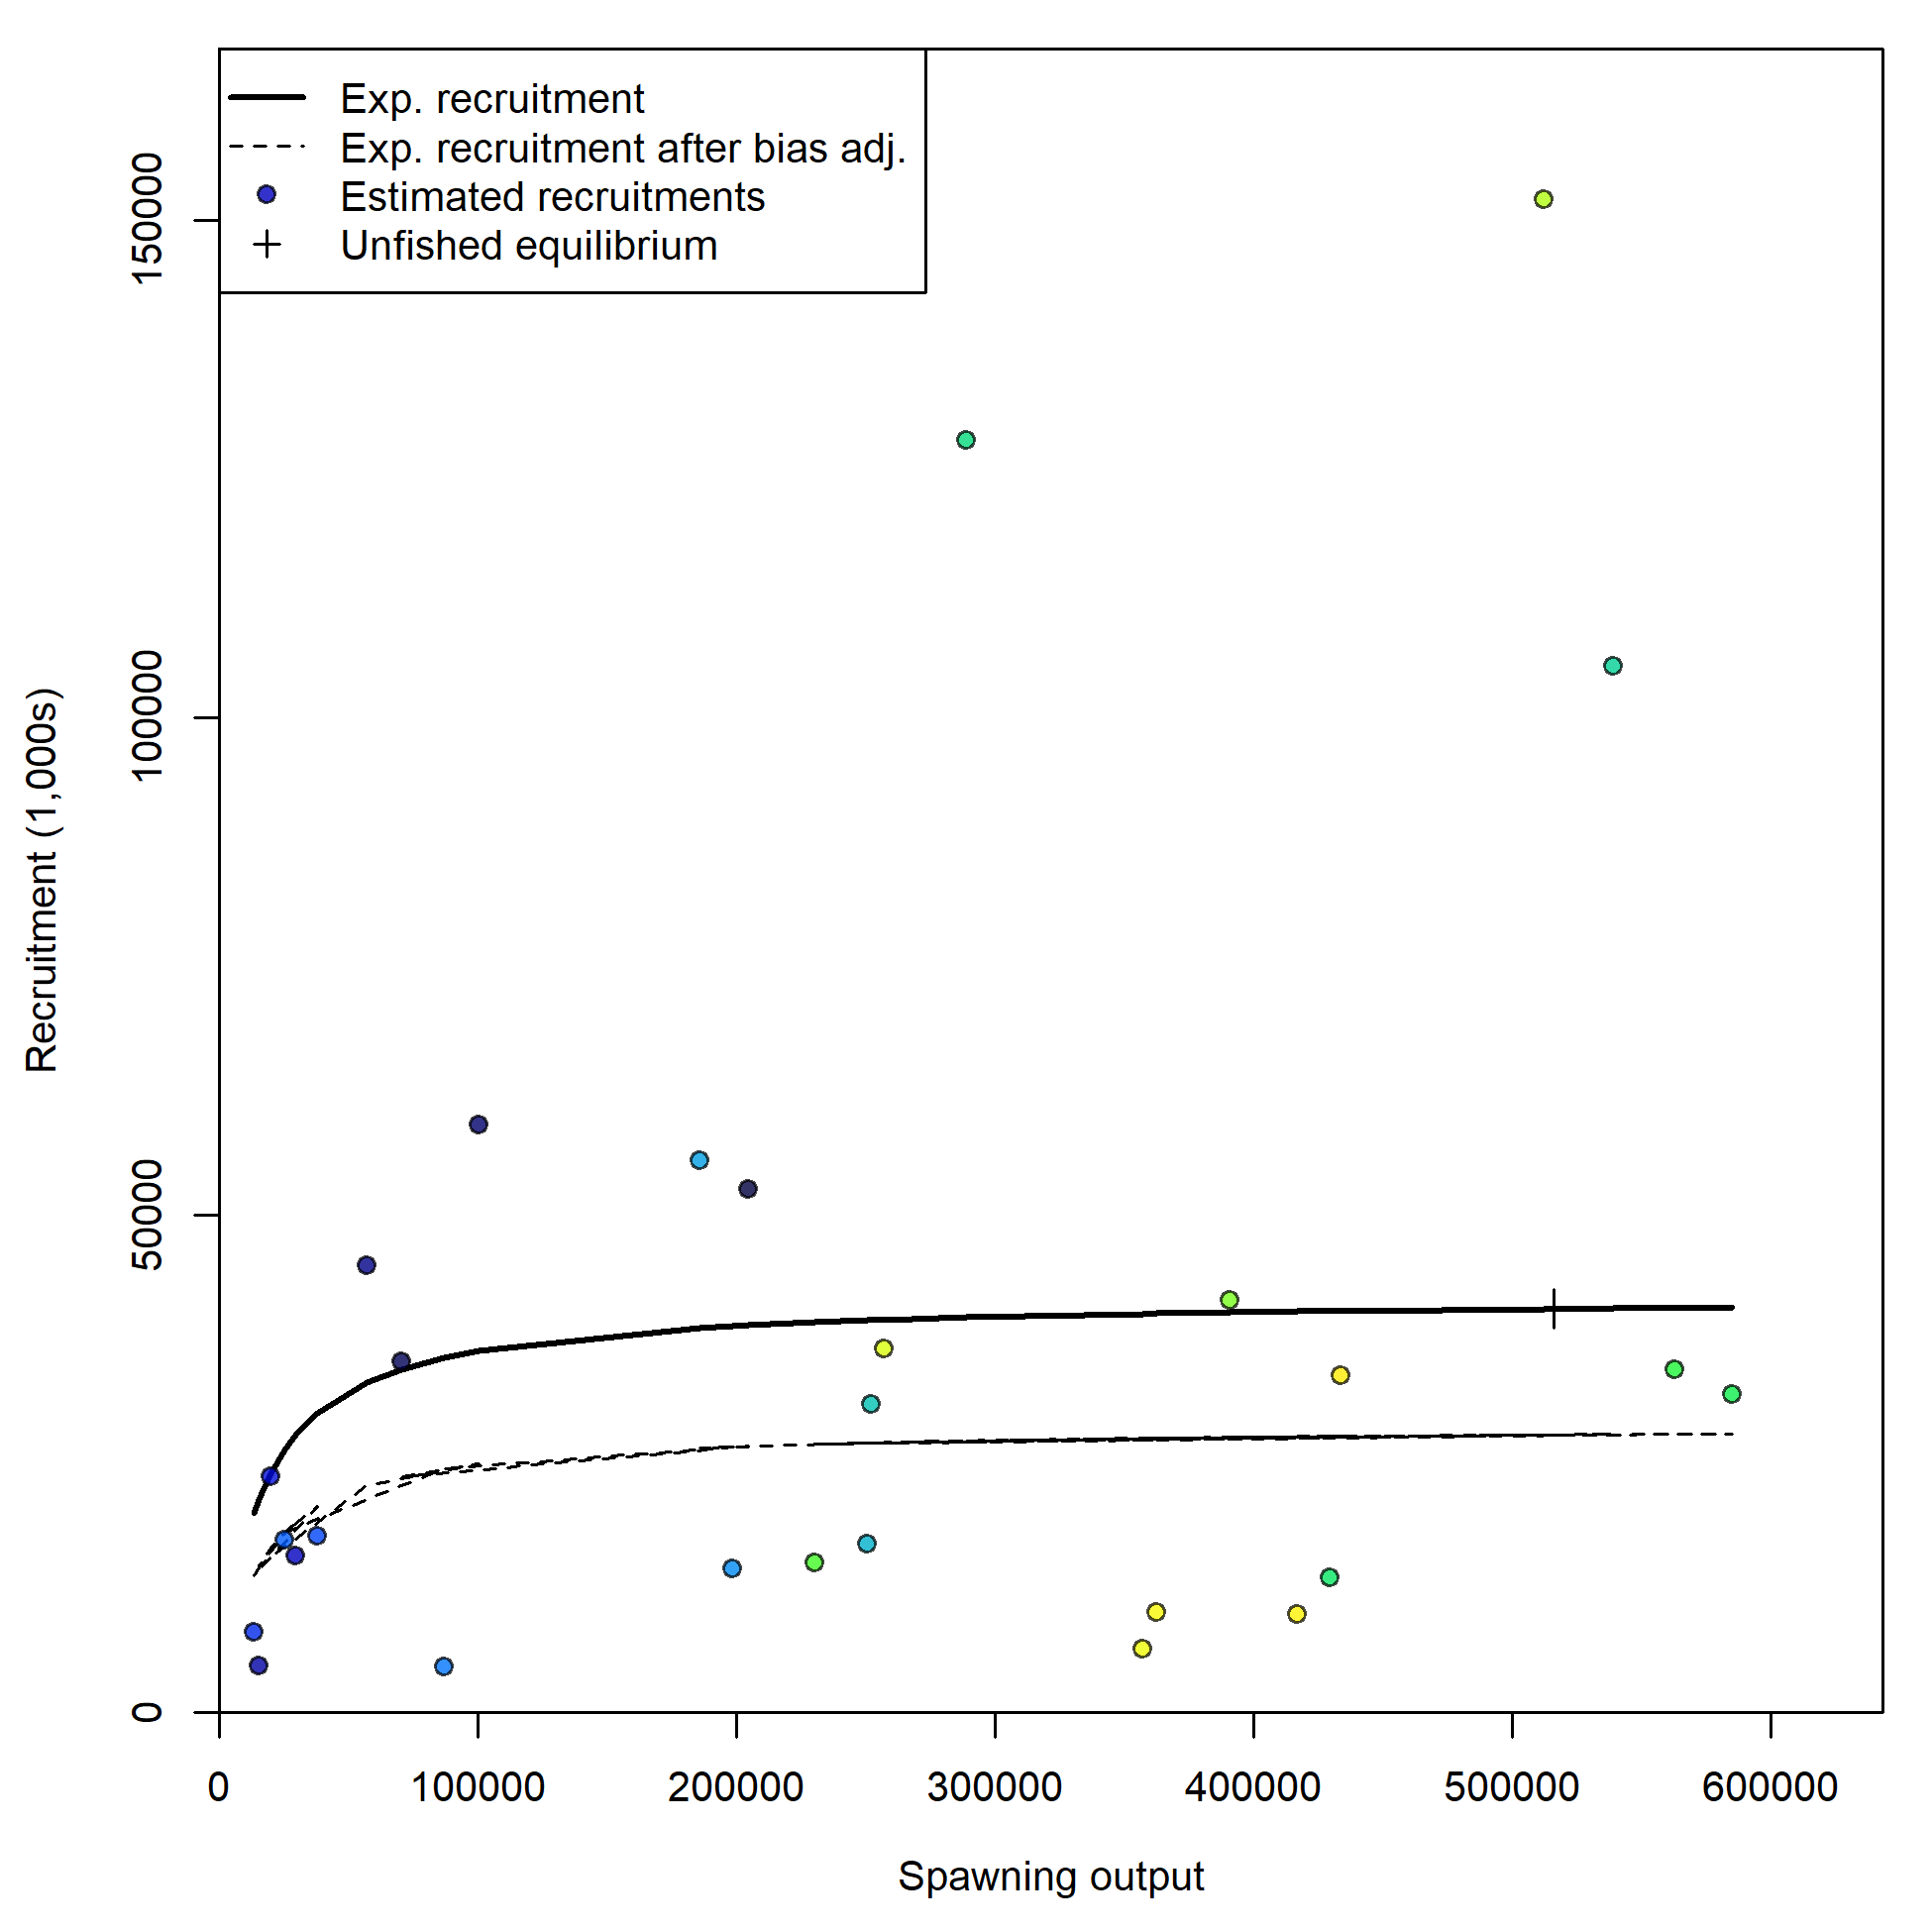 Exp. recruitment
Exp. recruitment after bias adj.
Estimated recruitments
Unfished equilibrium
Recruitment (1,000s)
150000
100000
50000
0
0 100000 200000 300000 400000 500000 600000
Spawning output